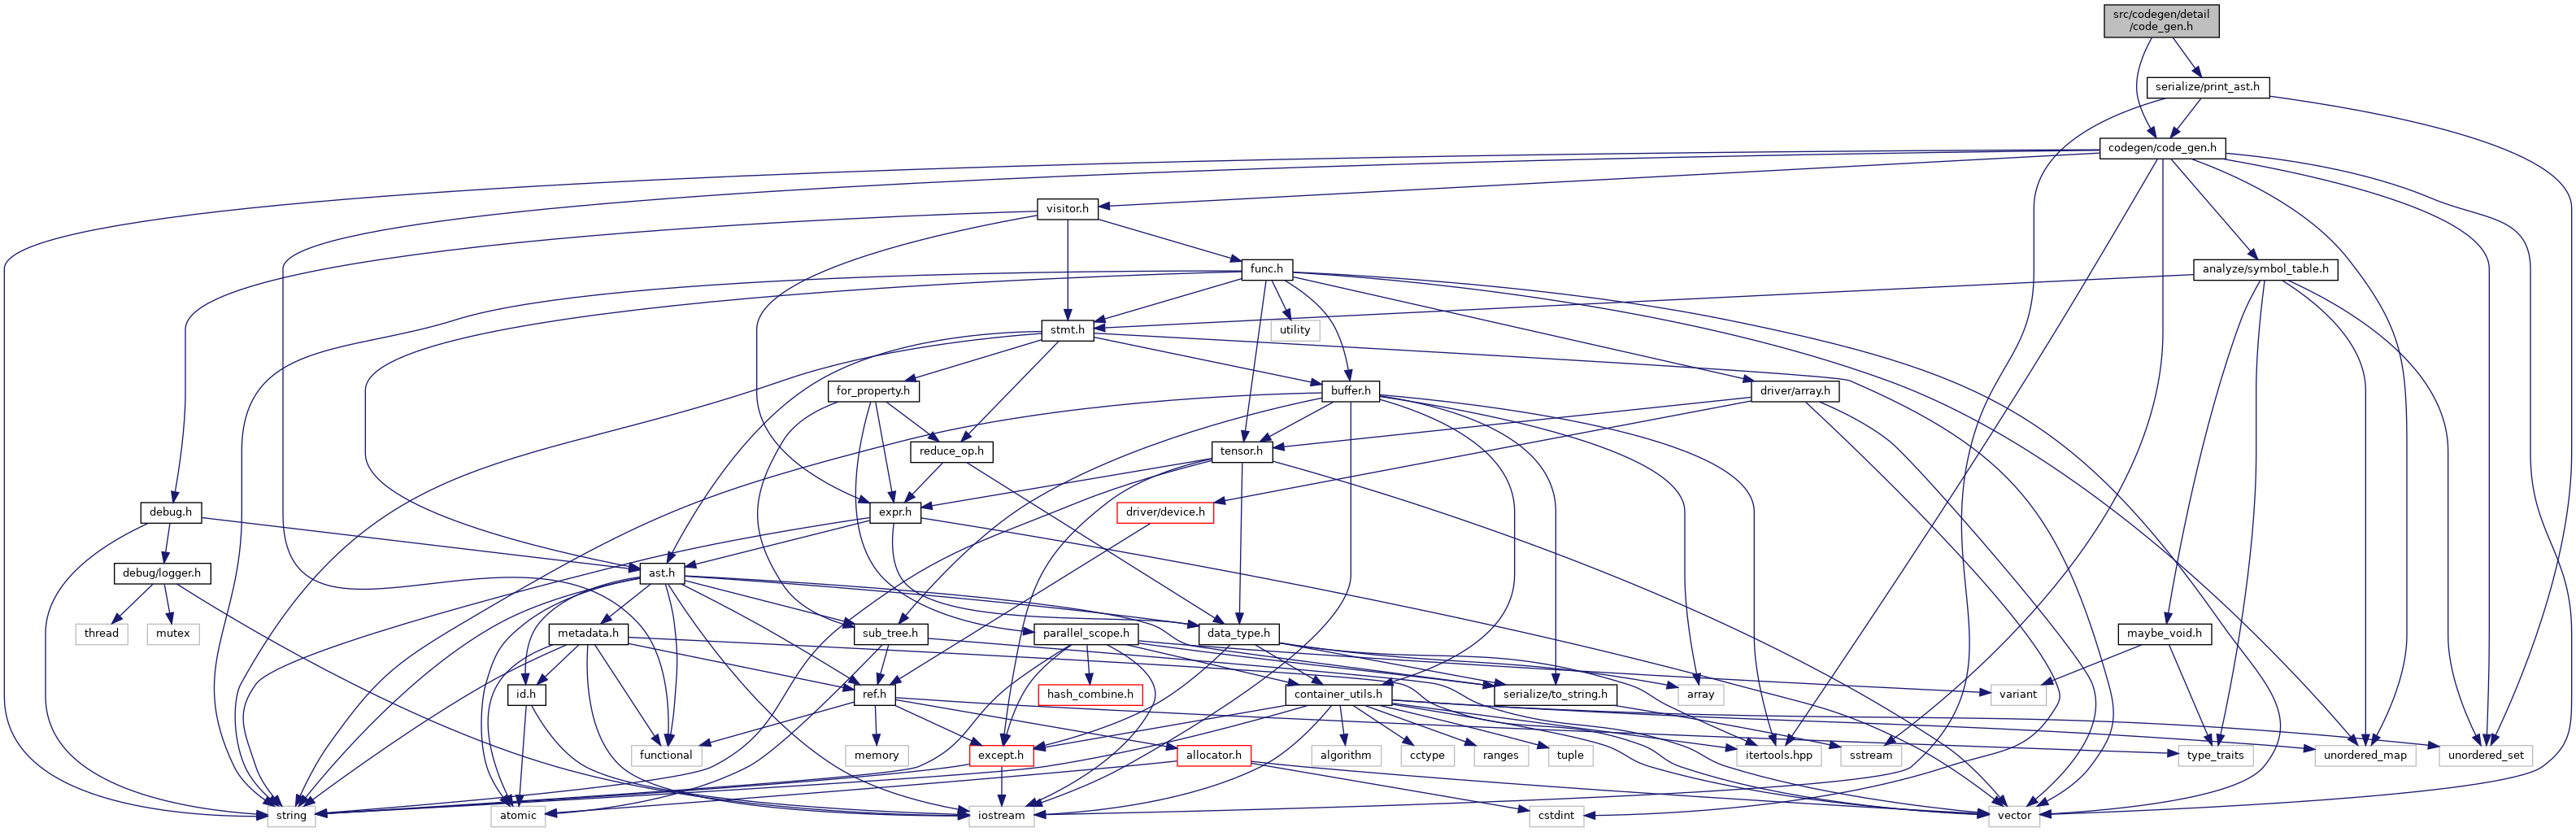 src/codegen/detail
/code_gen.h
serialize/print_ast.h
codegen/code_gen.h
visitor.h
func.h
analyze/symbol_table.h
stmt.h
utility
for_property.h
buffer.h
driver/array.h
reduce_op.h
tensor.h
debug.h
expr.h
driver/device.h
debug/logger.h
ast.h
thread
mutex
metadata.h
sub_tree.h
parallel_scope.h
data_type.h
maybe_void.h
id.h
ref.h
hash_combine.h
container_utils.h
serialize/to_string.h
array
variant
functional
memory
except.h
allocator.h
algorithm
cctype
ranges
tuple
itertools.hpp
sstream
type_traits
unordered_map
unordered_set
string
atomic
iostream
cstdint
vector